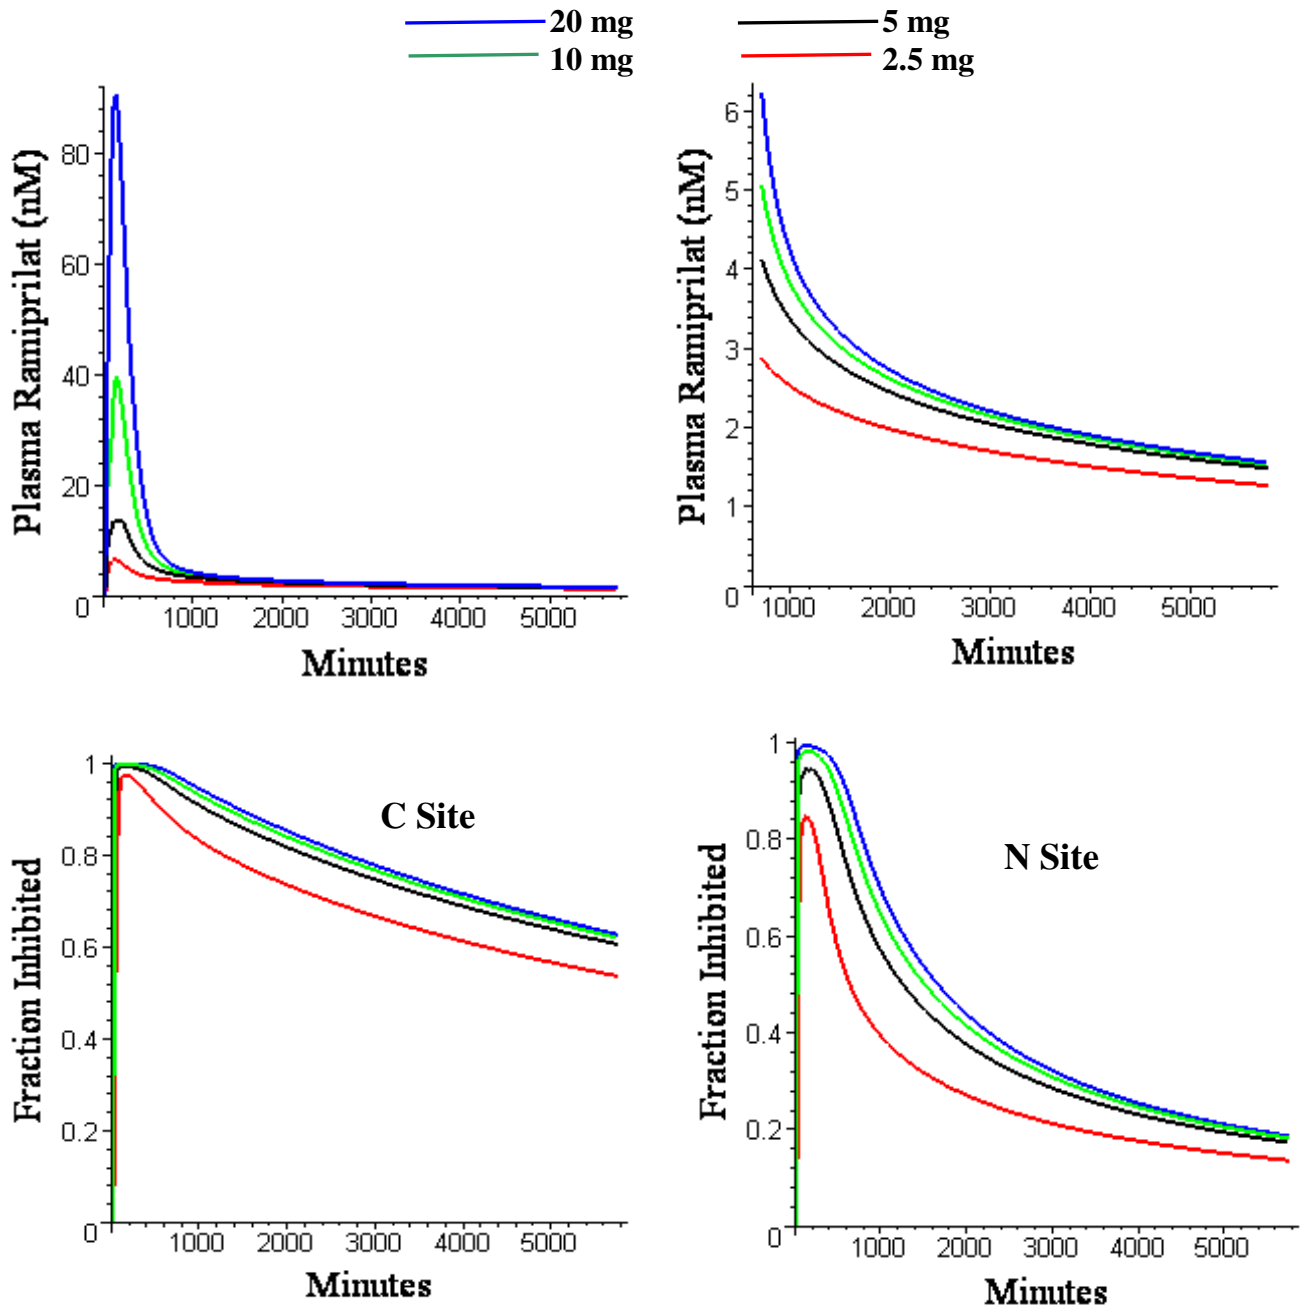 20 mg 5 mg
10 mg 2.5 mg
Plasma Ramiprilat (nM)
80
60
40
20
0
1000 2000 3000 4000 5000
Minutes
Plasma Ramiprilat (nM)
6
5
4
3
2
1
0
1000 2000 3000 4000 5000
Minutes
Fraction Inhibited
1
0.8
0.6
0.4
0.2
0
C Site
1000 2000 3000 4000 5000
Minutes
Fraction Inhibited
1
0.8
0.6
0.4
0.2
0
N Site
1000 2000 3000 4000 5000
Minutes